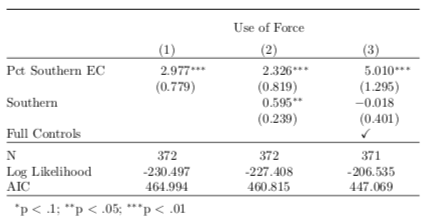 Use of Force
(1) (2) (3)
Pct Southern EC 2.977*** 2.326*** 5.010***
(0.779) (0.819) (1.295)
Southern 0.595** −0.018
(0.239) (0.401)
Full Controls ✓
N 372 372 371
Log Likelihood -230.497 -227.408 -206.535
AIC 464.994 460.815 447.069
*p < .1; **p < .05; ***p < .01